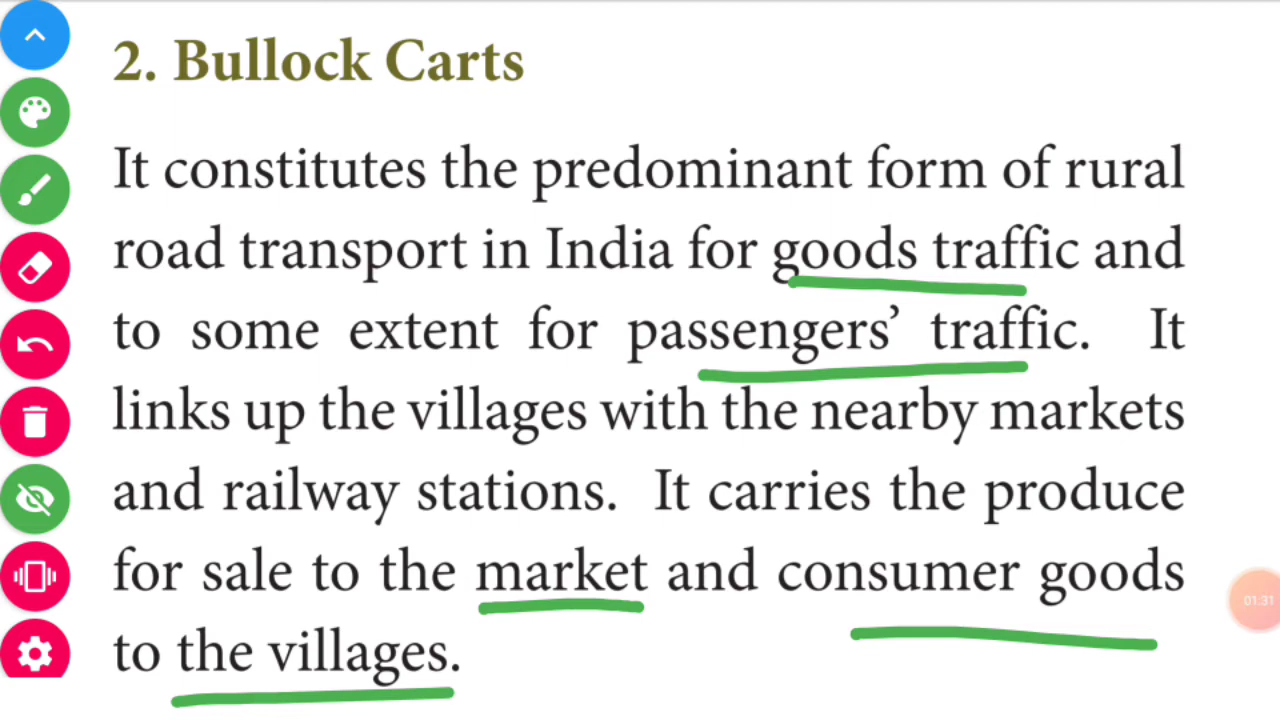 2. Bullock Carts
It constitutes the predominant form of rural
road transport in India for goods traffic and
to some extent for passengers’ traffic. It
links up the villages with the nearby markets
and railway stations. It carries the produce
for sale to the market and consumer goods
to the villages.
01:31